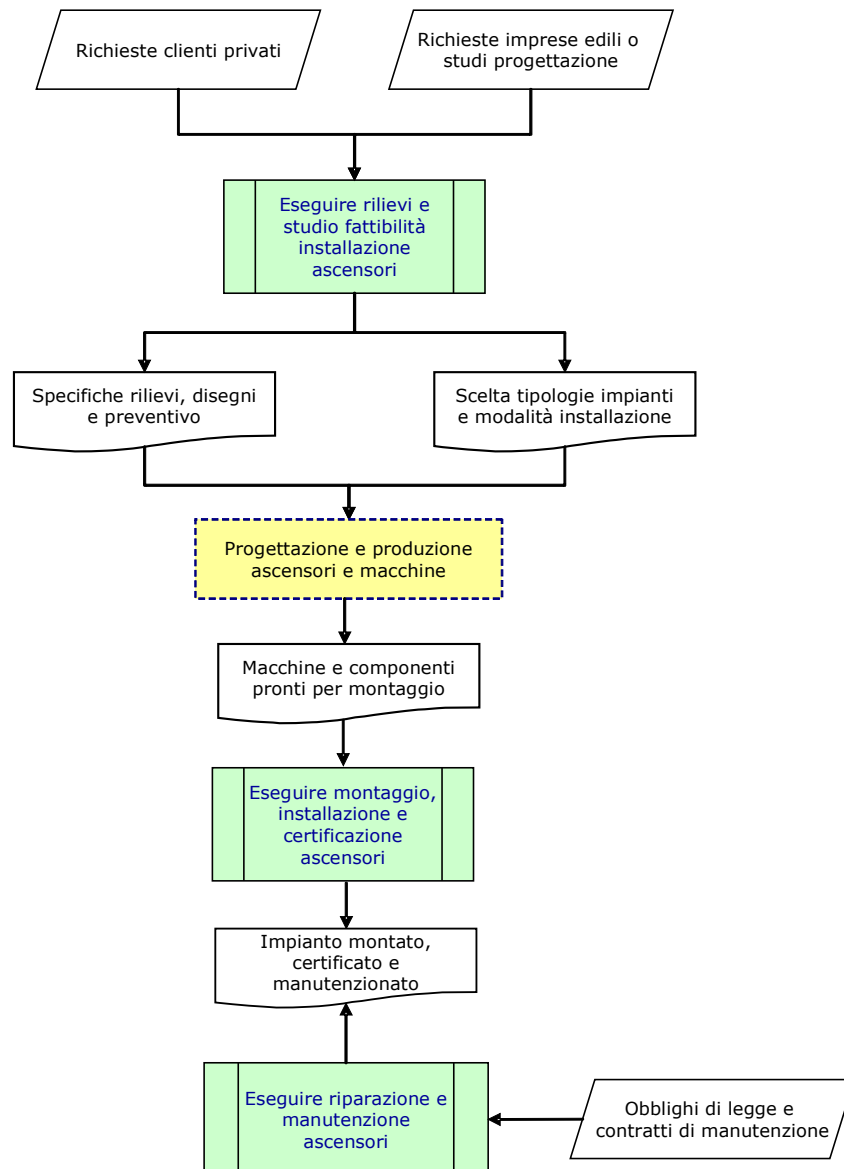 Richieste clienti privati
Richieste imprese edili o
studi progettazione
Eseguire rilievi e
studio fattibilità
installazione
ascensori
Specifiche rilievi, disegni
e preventivo
Scelta tipologie impianti
e modalità installazione
Progettazione e produzione
ascensori e macchine
Macchine e componenti
pronti per montaggio
Eseguire montaggio,
installazione e
certificazione
ascensori
Impianto montato,
certificato e
manutenzionato
Eseguire riparazione e
manutenzione
ascensori
Obblighi di legge e
contratti di manutenzione